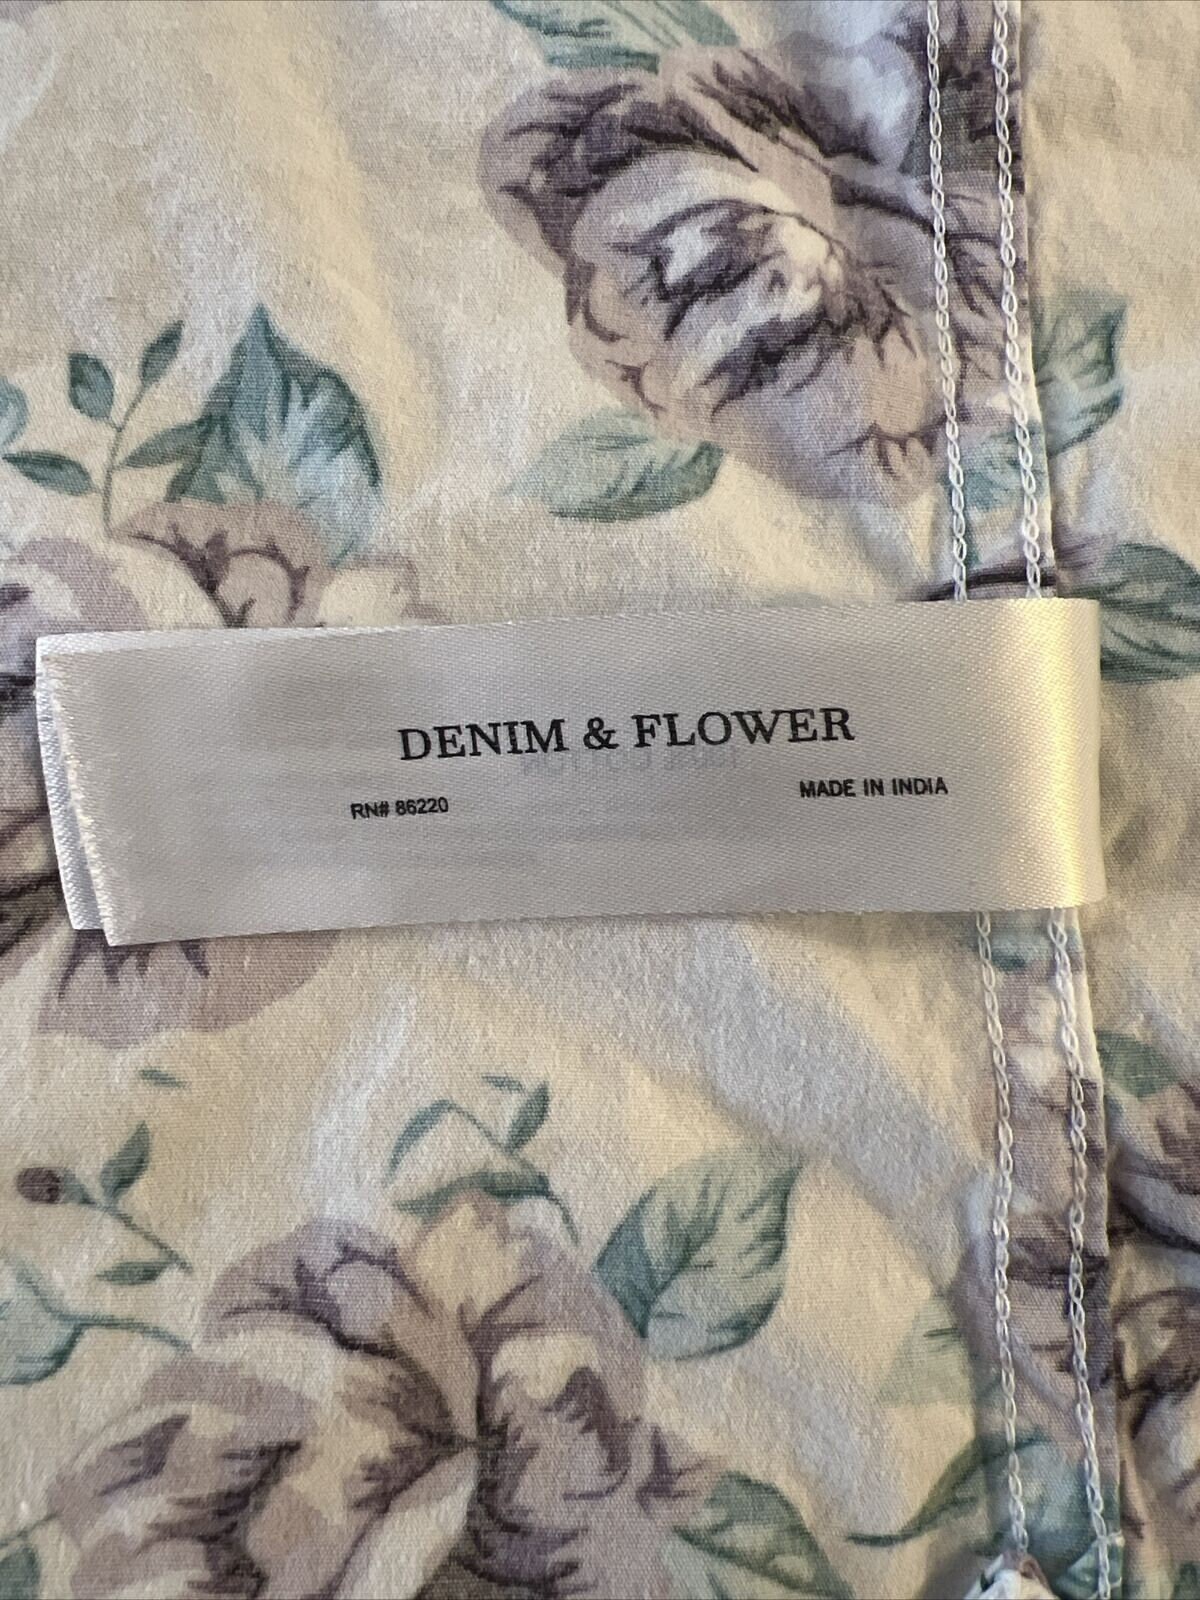 DENIM & FLOWER
RN# 86220 MADE IN INDIA